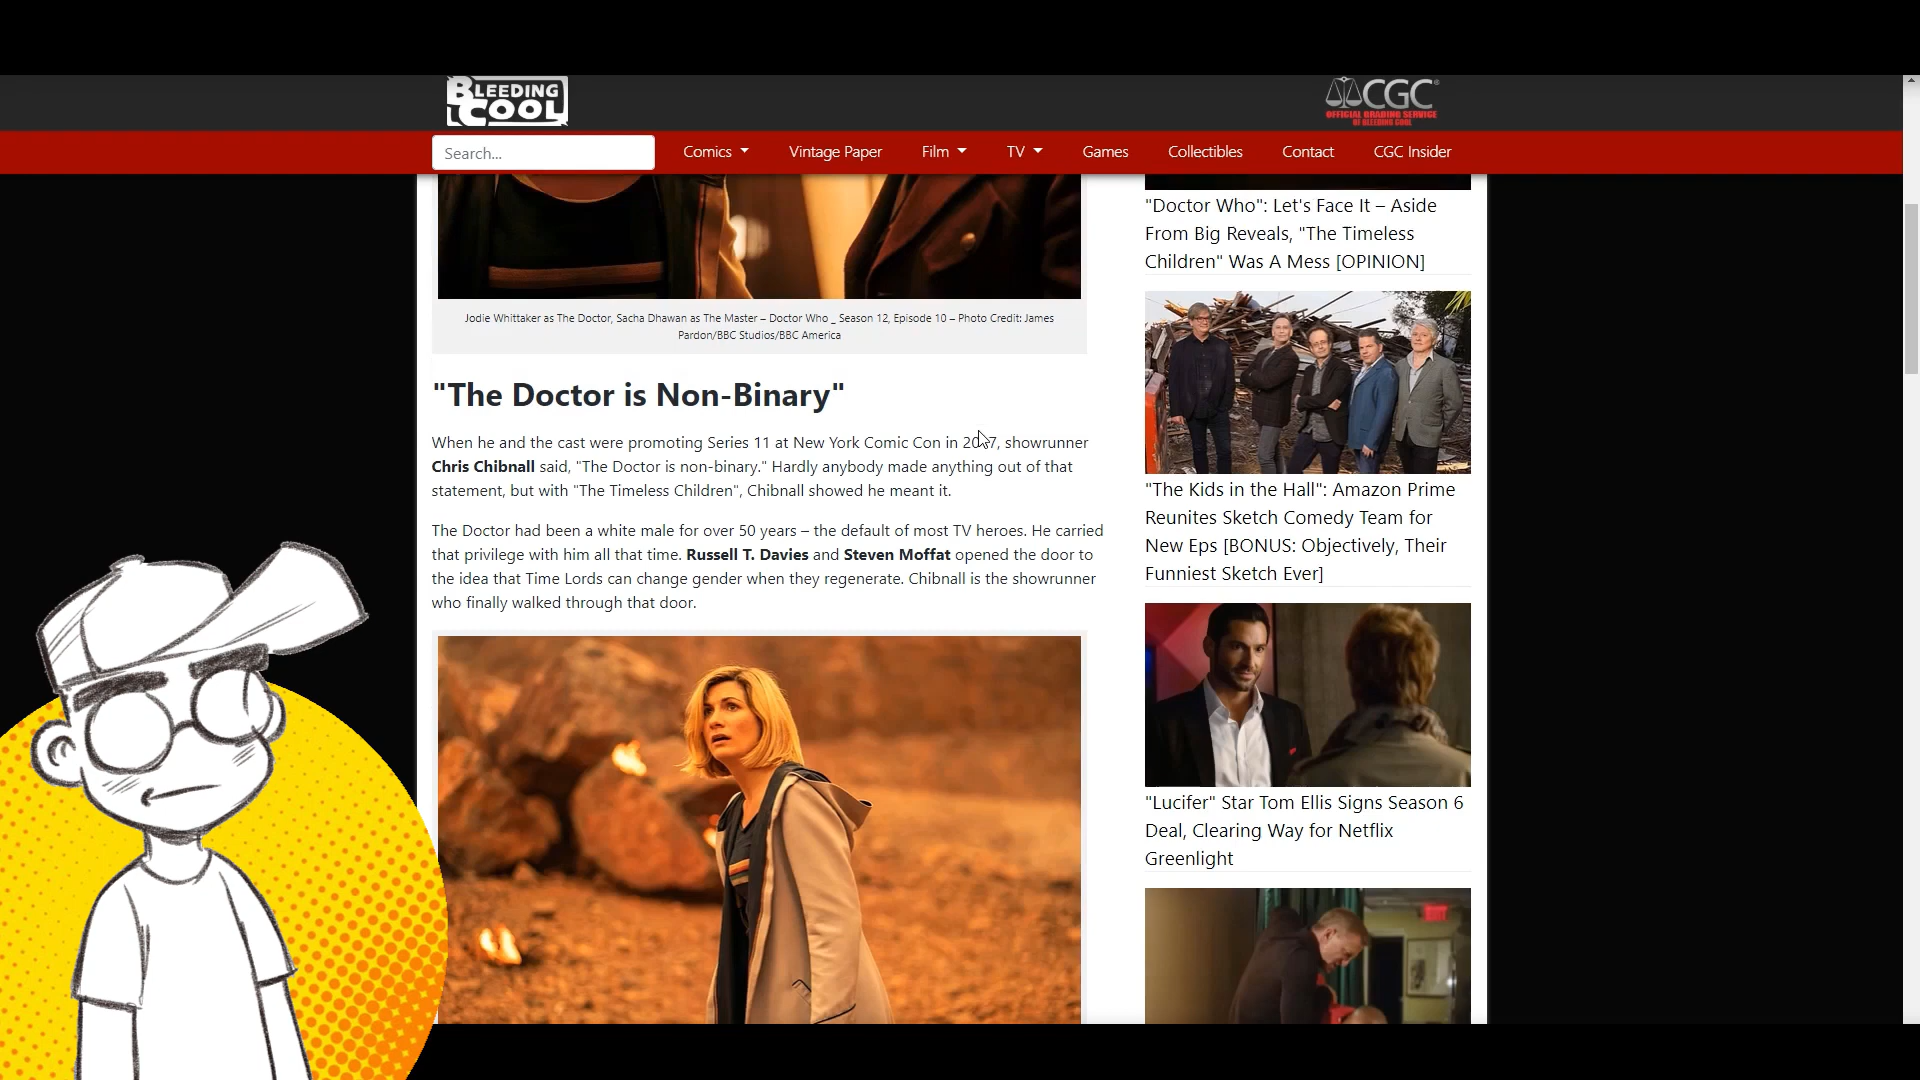 BLEEDING
COOL
CGC
OFFICIAL GRADING SERVICE
OF BLEEDING COOL
Search...
Comics
Vintage Paper
Film
TV
Games
Collectibles
Contact
CGC Insider
Jodie Whittaker as The Doctor, Sacha Dhawan as The Master – Doctor Who _ Season 12, Episode 10 – Photo Credit: James
Pardon/BBC Studios/BBC America
"The Doctor is Non-Binary"
When he and the cast were promoting Series 11 at New York Comic Con in 2017, showrunner
Chris Chibnall said, "The Doctor is non-binary." Hardly anybody made anything out of that
statement, but with "The Timeless Children", Chibnall showed he meant it.
The Doctor had been a white male for over 50 years – the default of most TV heroes. He carried
that privilege with him all that time. Russell T. Davies and Steven Moffat opened the door to
the idea that Time Lords can change gender when they regenerate. Chibnall is the showrunner
who finally walked through that door.
"Doctor Who": Let's Face It – Aside
From Big Reveals, "The Timeless
Children" Was A Mess [OPINION]
"The Kids in the Hall": Amazon Prime
Reunites Sketch Comedy Team for
New Eps [BONUS: Objectively, Their
Funniest Sketch Ever]
"Lucifer" Star Tom Ellis Signs Season 6
Deal, Clearing Way for Netflix
Greenlight